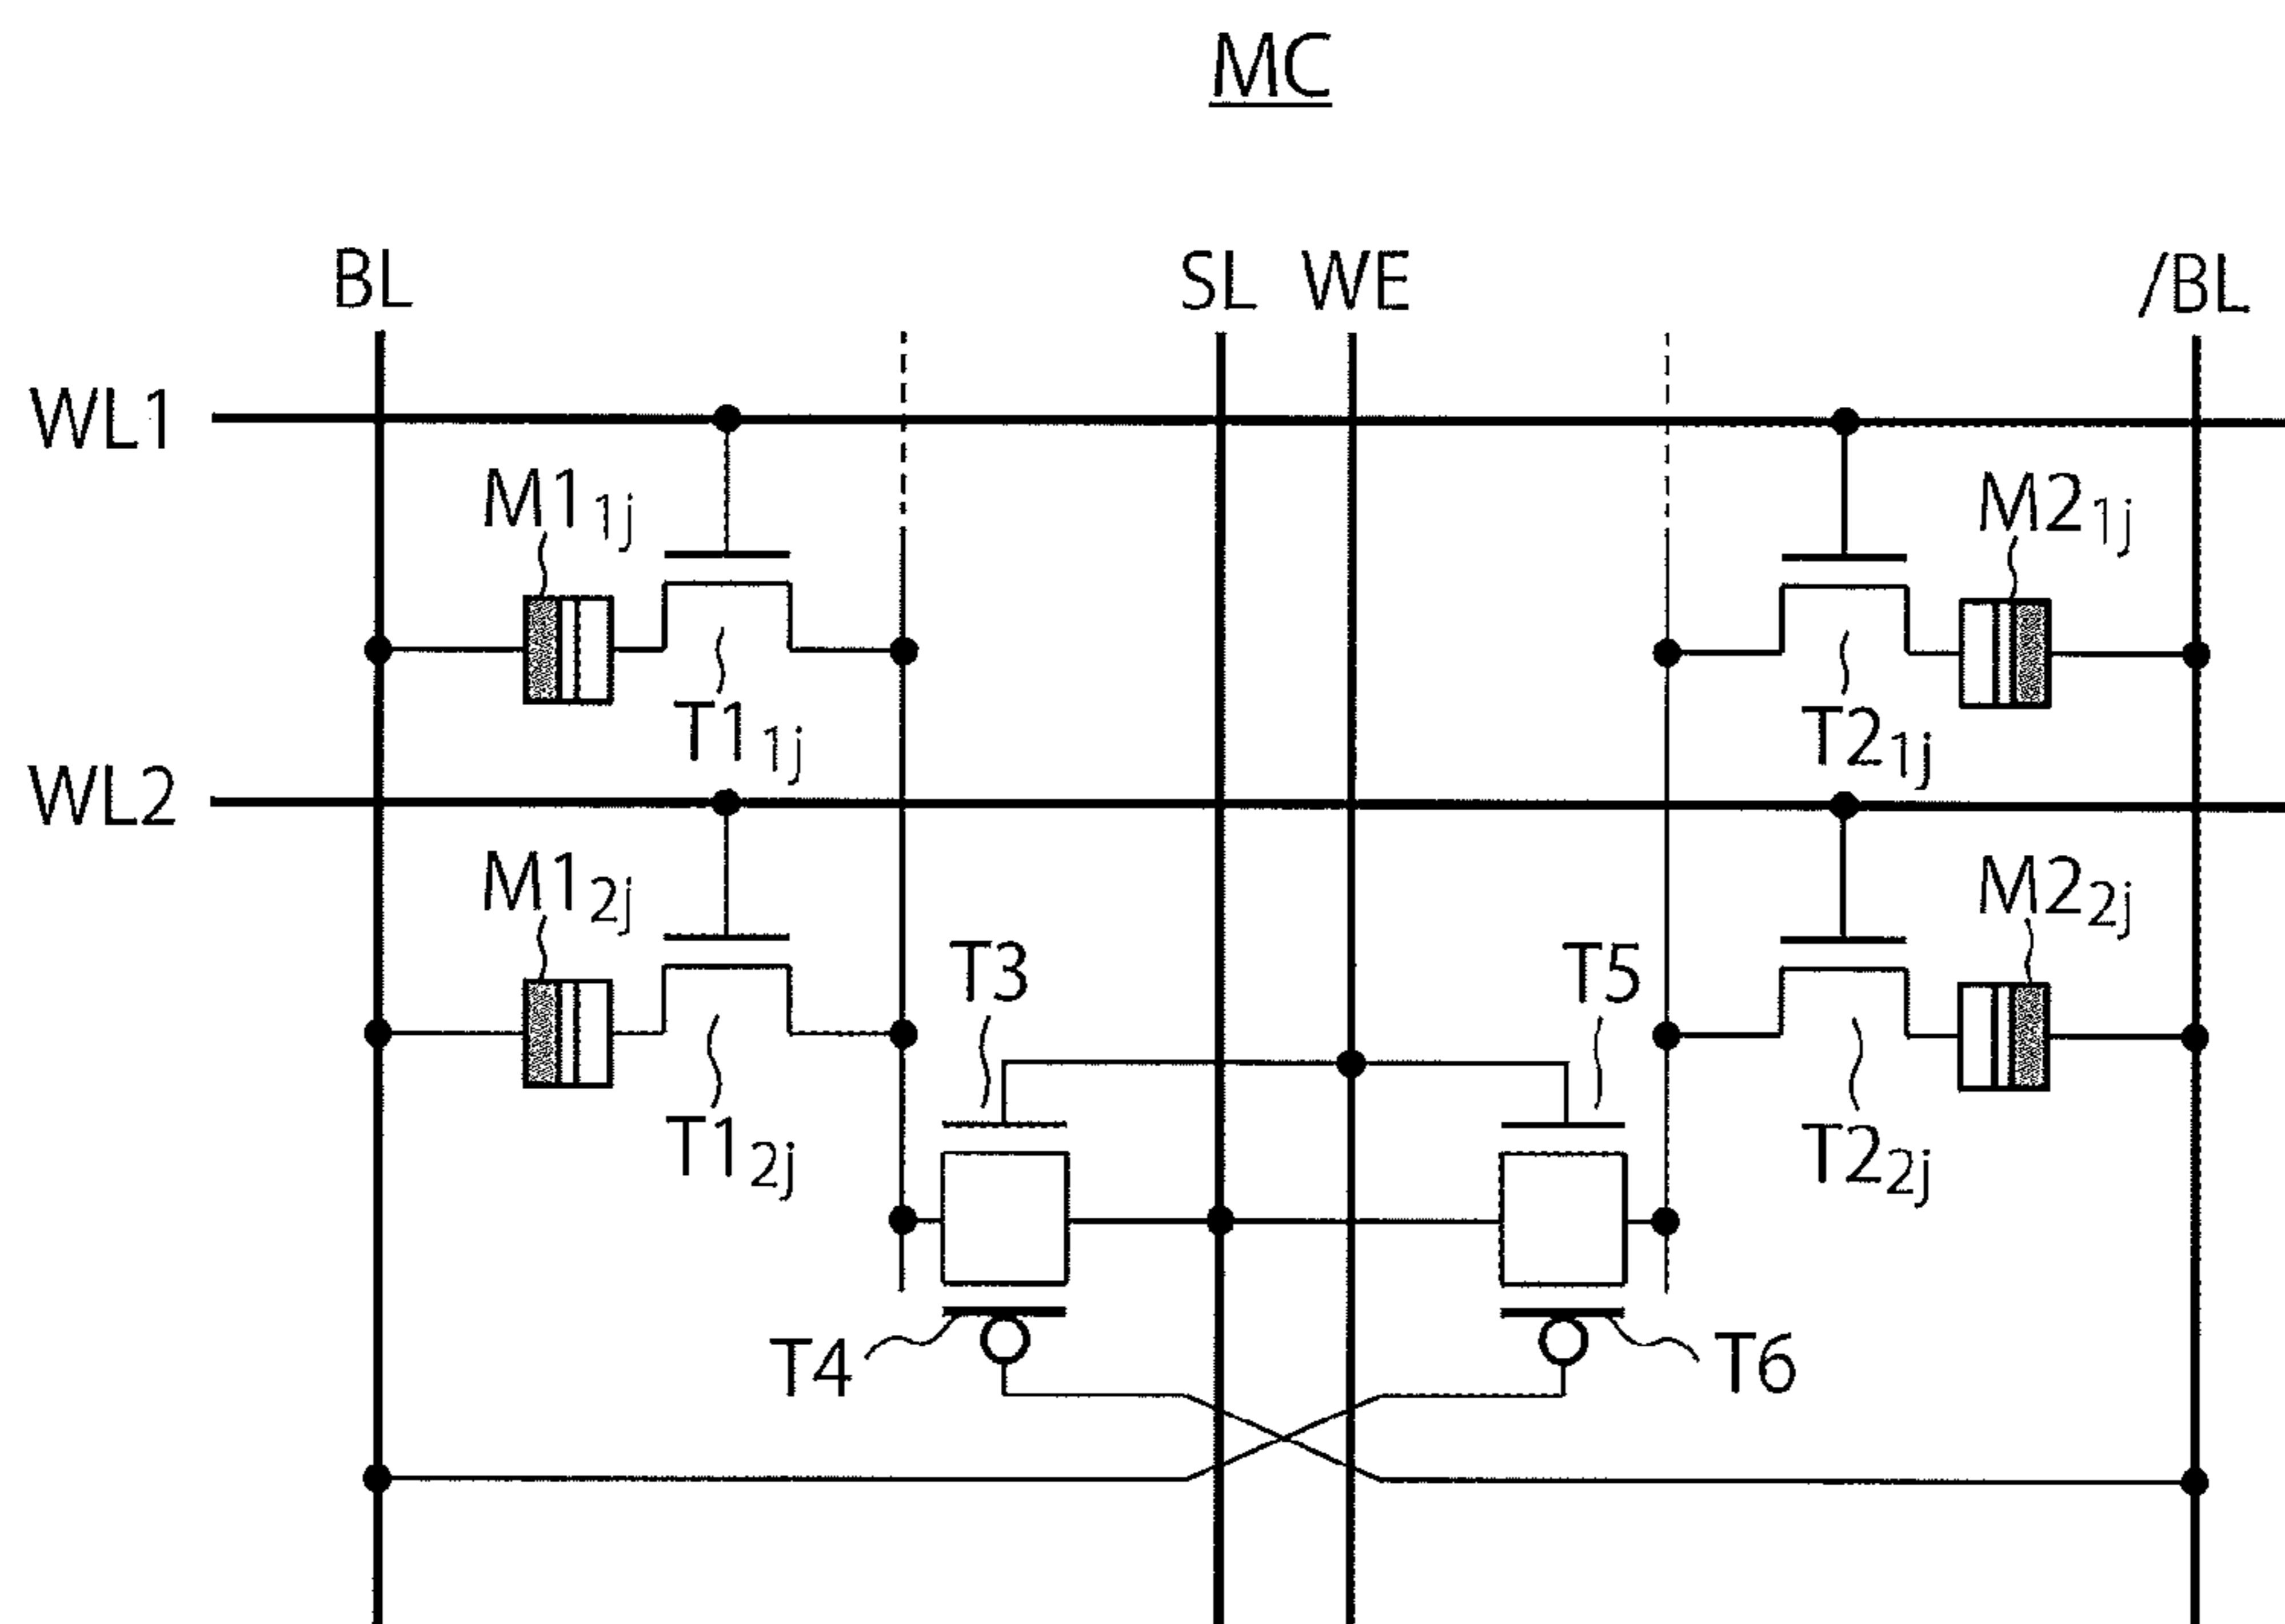 MC
BL SL WE /BL
WL1
M1₁ⱼ M2₁ⱼ
T1₁ⱼ T2₁ⱼ
WL2
M1₂ⱼ M2₂ⱼ
T3 T5
T1₂ⱼ T2₂ⱼ
T4 T6